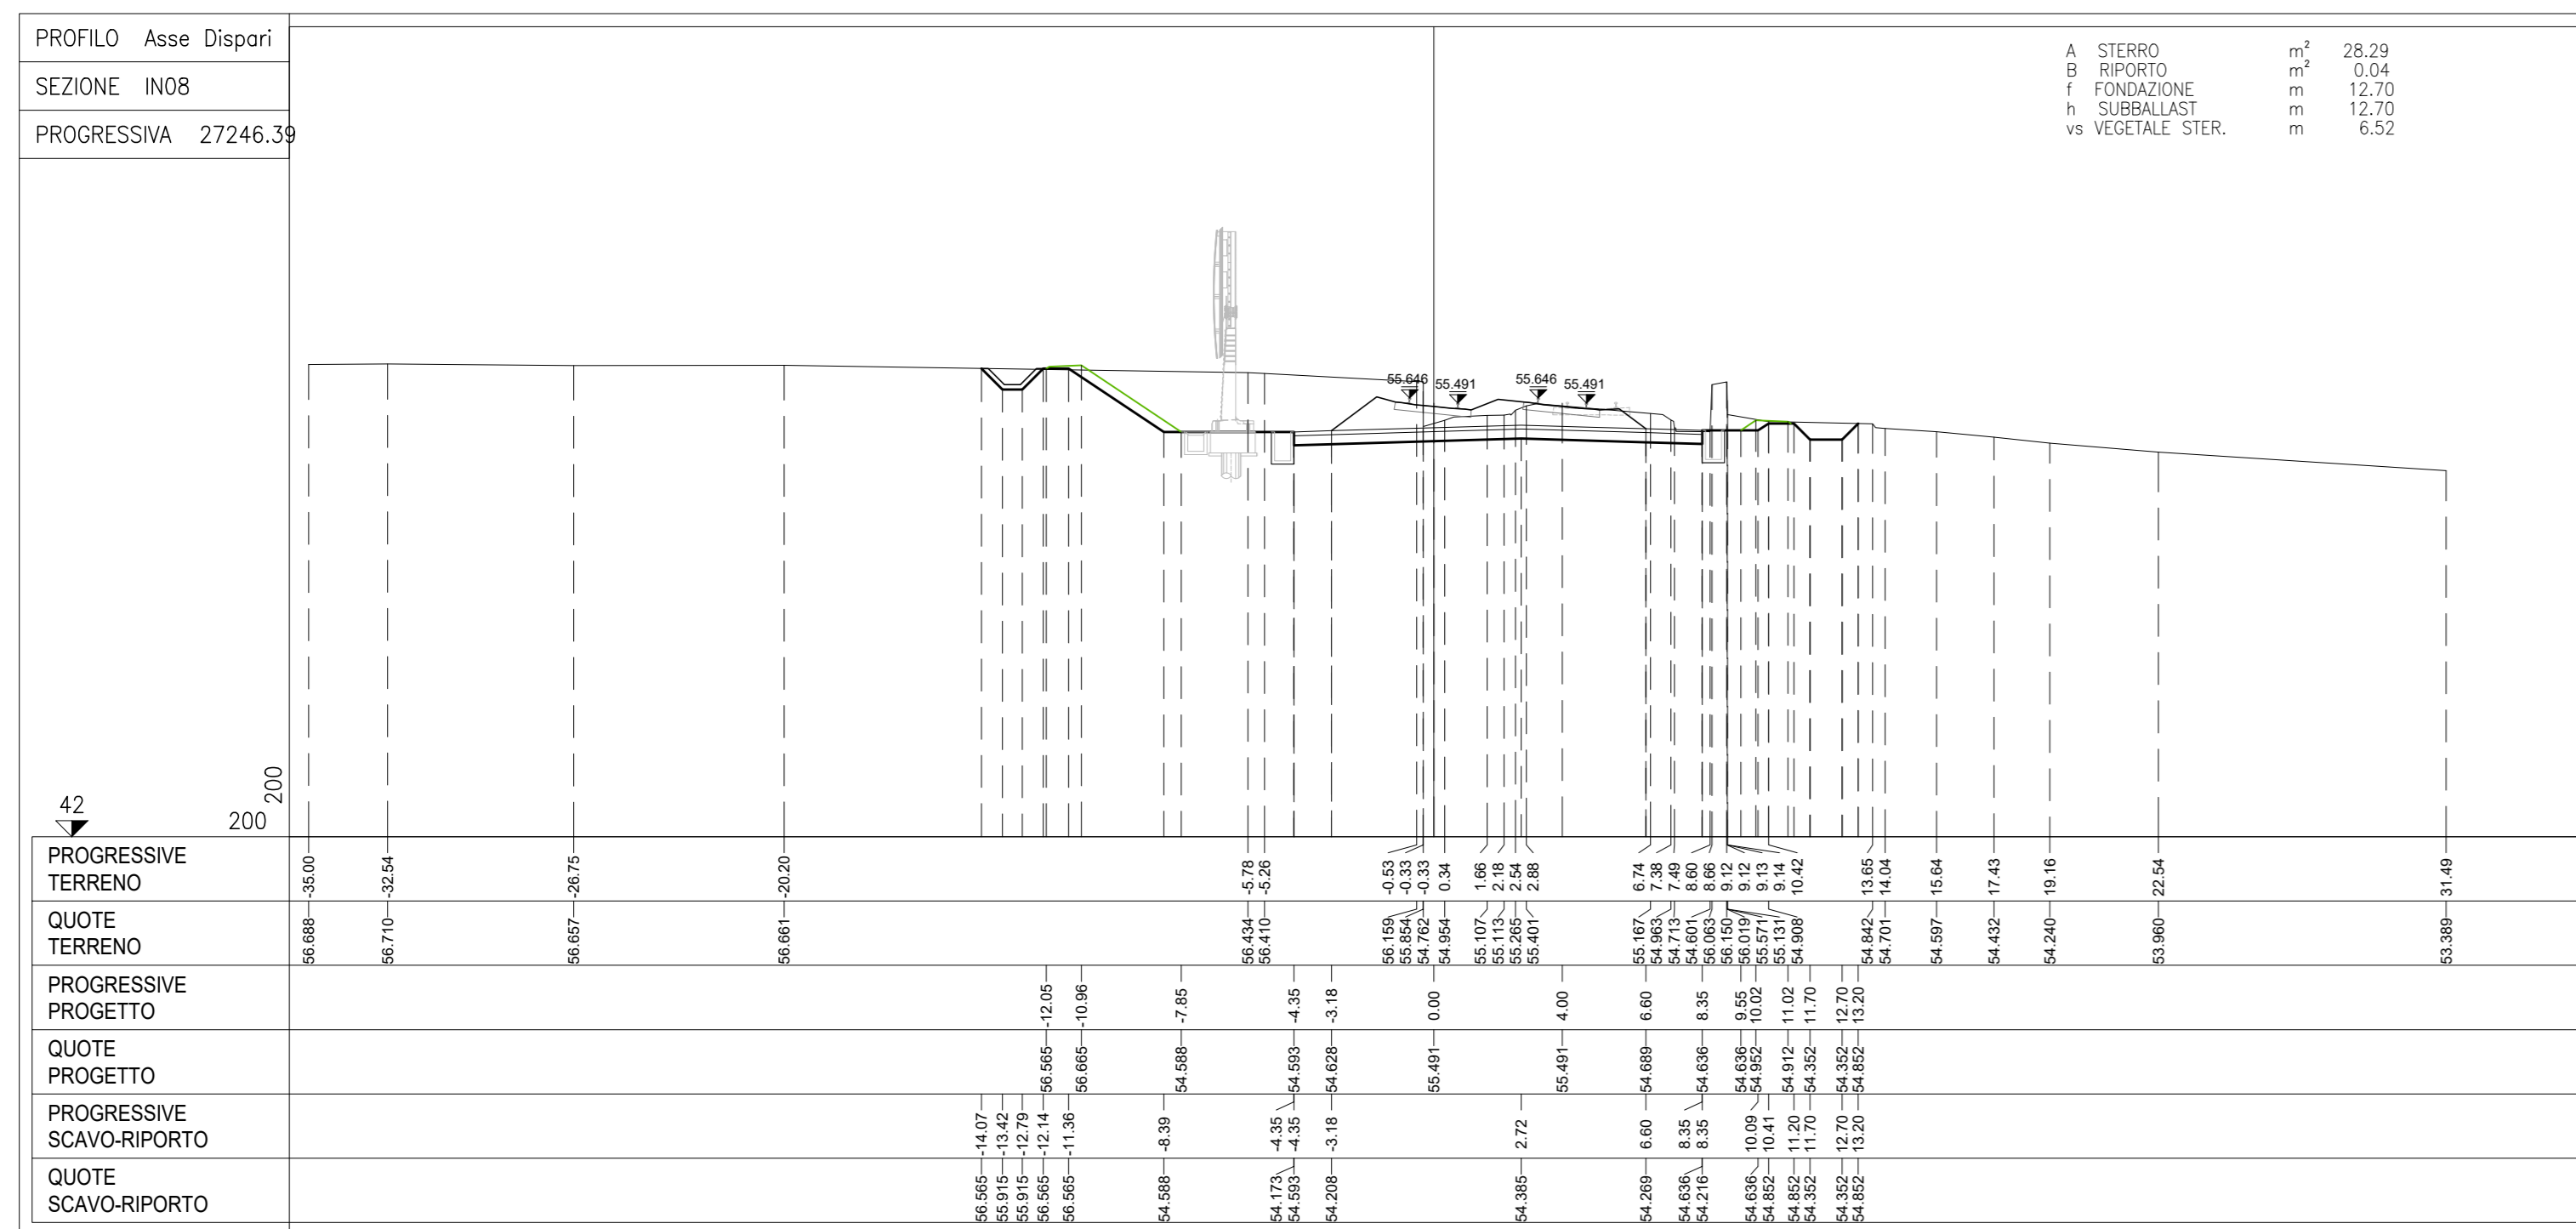 PROFILO Asse Dispari
SEZIONE IN08
PROGRESSIVA 27246.39
A STERRO m² 28.29
B RIPORTO m² 0.04
f FONDAZIONE m 12.70
h SUBBALLAST m 12.70
vs VEGETALE STER. m 6.52
55.646 55.491 55.646 55.491
200
42
200
PROGRESSIVE
TERRENO
-35.00 -32.54 -26.75 -20.20 -5.78 -5.26 -0.53 -0.33 -0.33 0.34 1.66 2.18 2.54 2.88 6.74 7.38 7.49 8.60 8.66 9.12 9.12 9.13 9.14 10.42 13.65 14.04 15.64 17.43 19.16 22.54 31.49
QUOTE
TERRENO
56.688 56.710 56.657 56.661 56.434 56.410 56.159 55.854 54.762 54.954 55.107 55.113 55.265 55.401 55.167 54.963 54.713 54.601 56.063 56.150 56.019 55.571 55.131 54.908 54.842 54.701 54.597 54.432 54.240 53.960 53.389
PROGRESSIVE
PROGETTO
-12.05 -10.96 -7.85 -4.35 -3.18 0.00 4.00 6.60 8.35 9.55 10.02 11.02 11.70 12.70 13.20
QUOTE
PROGETTO
56.565 56.665 54.588 54.593 54.628 55.491 55.491 54.689 54.636 54.636 54.952 54.912 54.352 54.352 54.852
PROGRESSIVE
SCAVO-RIPORTO
-14.07 -13.42 -12.79 -12.14 -11.36 -8.39 -4.35 -4.35 -3.18 2.72 6.60 8.35 8.35 10.09 10.41 11.20 11.70 12.70 13.20
QUOTE
SCAVO-RIPORTO
56.565 55.915 55.915 56.565 56.565 54.588 54.173 54.593 54.208 54.385 54.269 54.636 54.216 54.636 54.852 54.852 54.352 54.352 54.852